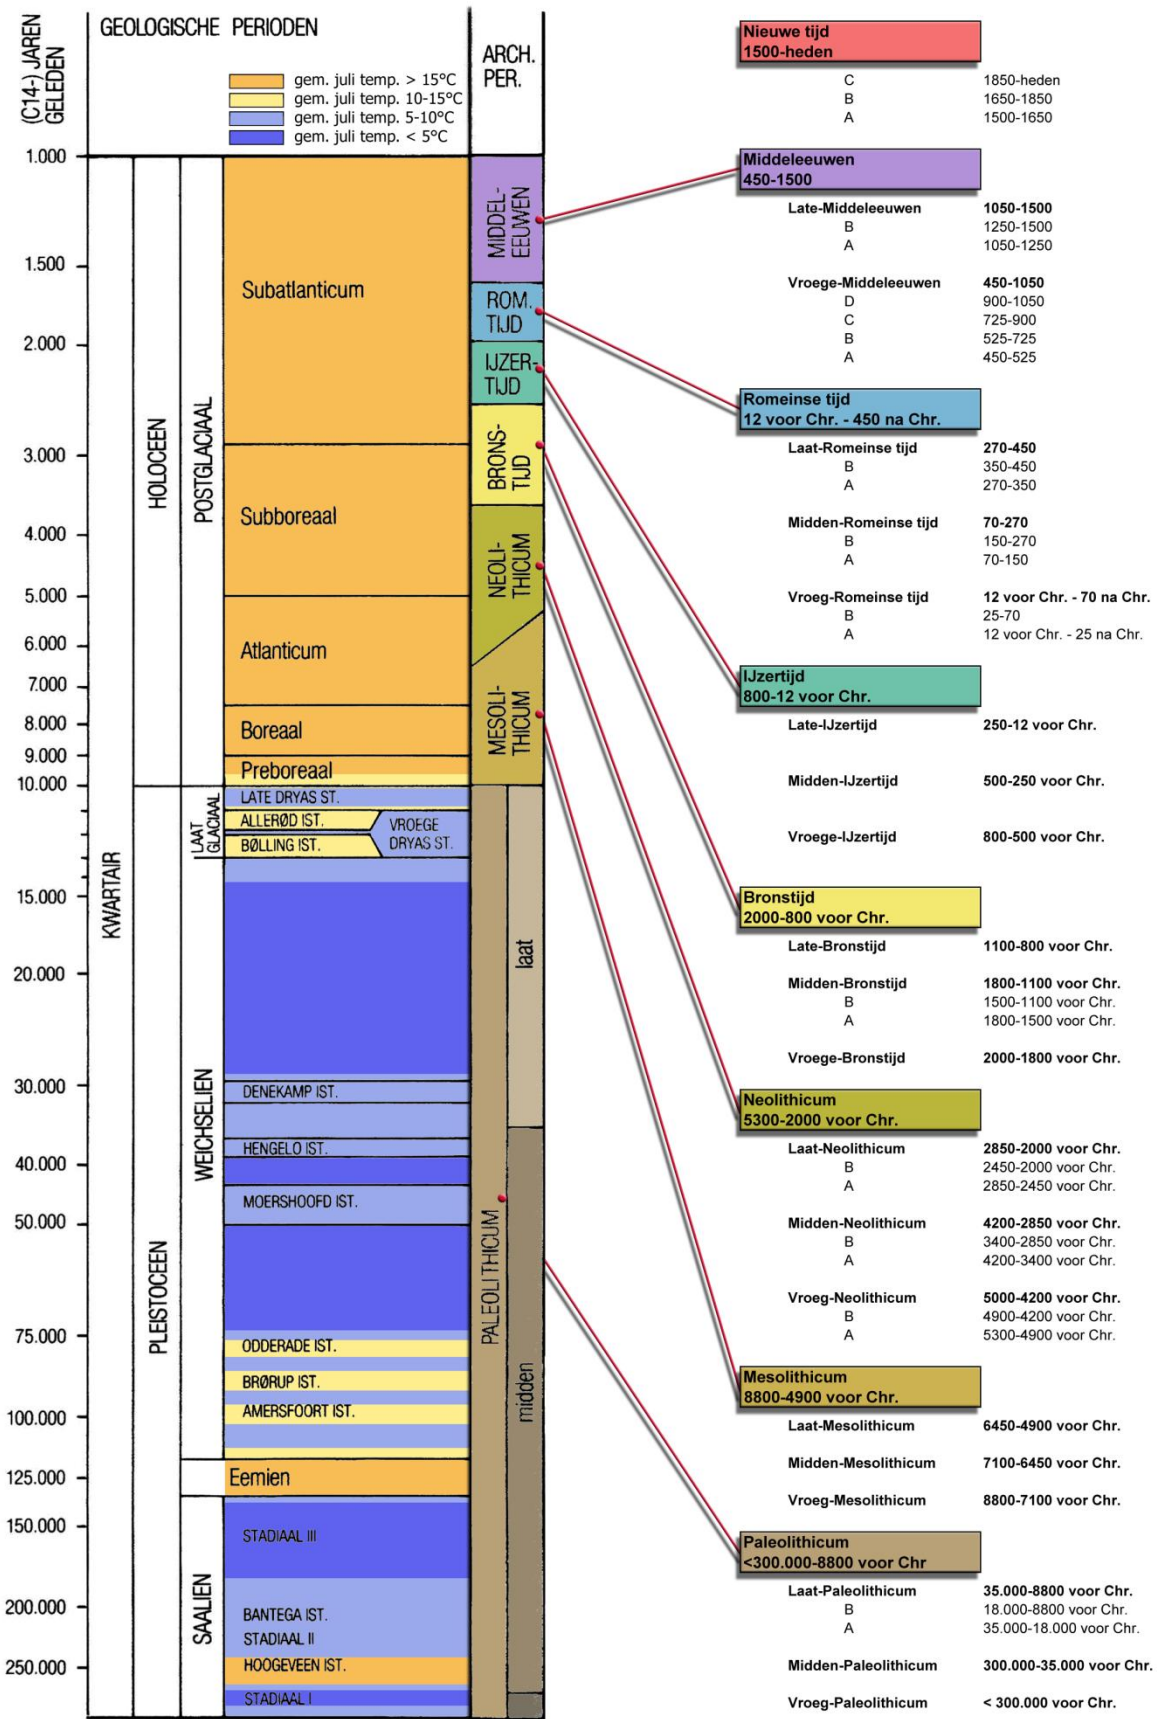 GEOLOGISCHE PERIODEN
(C14-) JAREN
GELEDEN
ARCH.
PER.
gem. juli temp. > 15°C
gem. juli temp. 10-15°C
gem. juli temp. 5-10°C
gem. juli temp. < 5°C
1.000
1.500
2.000
3.000
4.000
5.000
6.000
7.000
8.000
9.000
10.000
15.000
20.000
30.000
40.000
50.000
75.000
100.000
125.000
150.000
200.000
250.000
KWARTAIR
HOLOCEEN
PLEISTOCEEN
POSTGLACIAAL
LAAT
GLACIAAL
WEICHSELIEN
SAALIEN
Subatlanticum
Subboreaal
Atlanticum
Boreaal
Preboreaal
LATE DRYAS ST.
ALLERØD IST.
VROEGE
DRYAS ST.
BØLLING IST.
DENEKAMP IST.
HENGELO IST.
MOERSHOOFD IST.
ODDERADE IST.
BRØRUP IST.
AMERSFOORT IST.
Eemien
STADIAAL III
BANTEGA IST.
STADIAAL II
HOOGEVEEN IST.
STADIAAL I
MIDDEL-
EEUWEN
ROM.
TIJD
IJZER-
TIJD
BRONS-
TIJD
NEOLI-
THICUM
MESOLI-
THICUM
PALEOLITHICUM
laat
midden
Nieuwe tijd
1500-heden
C 1850-heden
B 1650-1850
A 1500-1650
Middeleeuwen
450-1500
Late-Middeleeuwen 1050-1500
B 1250-1500
A 1050-1250
Vroege-Middeleeuwen 450-1050
D 900-1050
C 725-900
B 525-725
A 450-525
Romeinse tijd
12 voor Chr. - 450 na Chr.
Laat-Romeinse tijd 270-450
B 350-450
A 270-350
Midden-Romeinse tijd 70-270
B 150-270
A 70-150
Vroeg-Romeinse tijd 12 voor Chr. - 70 na Chr.
B 25-70
A 12 voor Chr. - 25 na Chr.
IJzertijd
800-12 voor Chr.
Late-IJzertijd 250-12 voor Chr.
Midden-IJzertijd 500-250 voor Chr.
Vroege-IJzertijd 800-500 voor Chr.
Bronstijd
2000-800 voor Chr.
Late-Bronstijd 1100-800 voor Chr.
Midden-Bronstijd 1800-1100 voor Chr.
B 1500-1100 voor Chr.
A 1800-1500 voor Chr.
Vroege-Bronstijd 2000-1800 voor Chr.
Neolithicum
5300-2000 voor Chr.
Laat-Neolithicum 2850-2000 voor Chr.
B 2450-2000 voor Chr.
A 2850-2450 voor Chr.
Midden-Neolithicum 4200-2850 voor Chr.
B 3400-2850 voor Chr.
A 4200-3400 voor Chr.
Vroeg-Neolithicum 5000-4200 voor Chr.
B 4900-4200 voor Chr.
A 5300-4900 voor Chr.
Mesolithicum
8800-4900 voor Chr.
Laat-Mesolithicum 6450-4900 voor Chr.
Midden-Mesolithicum 7100-6450 voor Chr.
Vroeg-Mesolithicum 8800-7100 voor Chr.
Paleolithicum
<300.000-8800 voor Chr
Laat-Paleolithicum 35.000-8800 voor Chr.
B 18.000-8800 voor Chr.
A 35.000-18.000 voor Chr.
Midden-Paleolithicum 300.000-35.000 voor Chr.
Vroeg-Paleolithicum < 300.000 voor Chr.